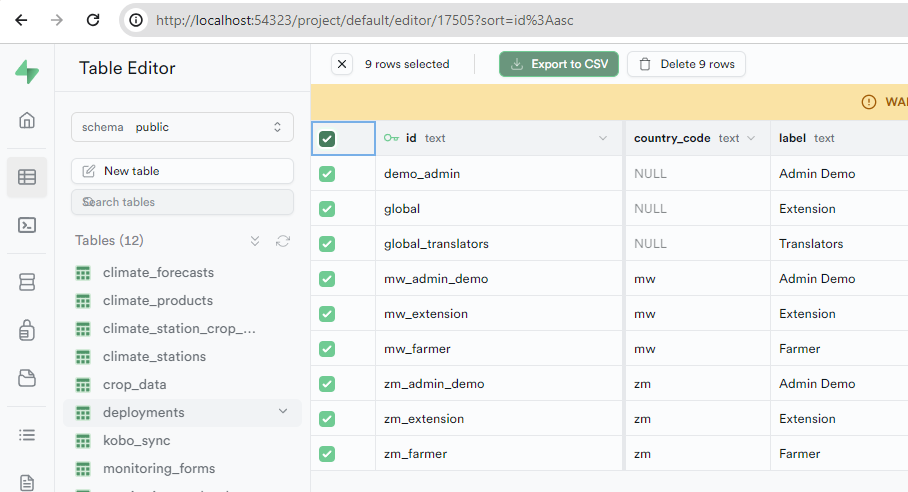 http://localhost:54323/project/default/editor/17505?sort=id%3Aasc
Table Editor
9 rows selected
Export to CSV
Delete 9 rows
schema public
New table
Search tables
Tables (12)
climate_forecasts
climate_products
climate_station_crop_...
climate_stations
crop_data
deployments
kobo_sync
monitoring_forms
id text country_code text label text
demo_admin NULL Admin Demo
global NULL Extension
global_translators NULL Translators
mw_admin_demo mw Admin Demo
mw_extension mw Extension
mw_farmer mw Farmer
zm_admin_demo zm Admin Demo
zm_extension zm Extension
zm_farmer zm Farmer